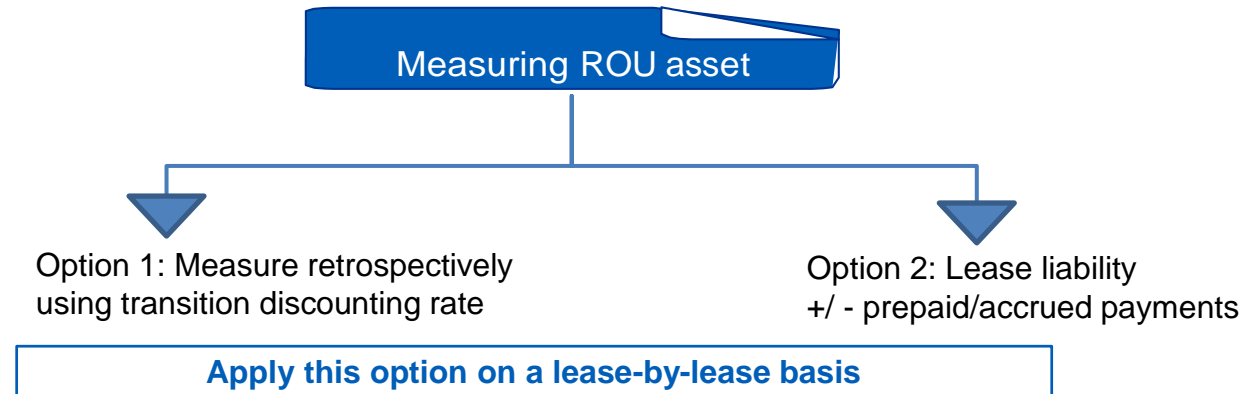 Measuring ROU asset
Option 1: Measure retrospectively
using transition discounting rate
Option 2: Lease liability
+/ - prepaid/accrued payments
Apply this option on a lease-by-lease basis